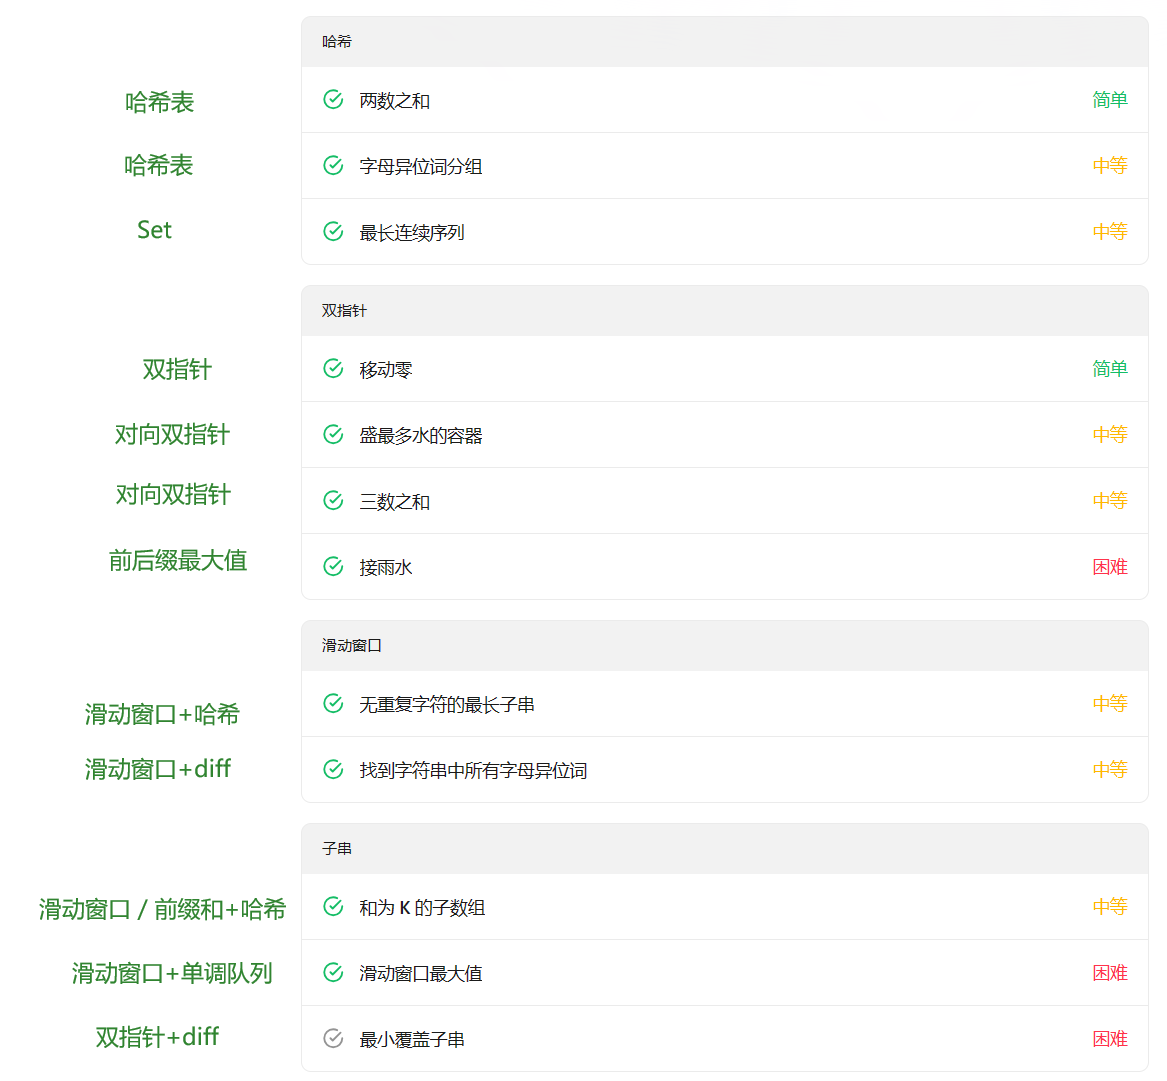 哈希
哈希表
两数之和
简单
哈希表
字母异位词分组
中等
Set
最长连续序列
中等
双指针
双指针
移动零
简单
对向双指针
盛最多水的容器
中等
对向双指针
三数之和
中等
前后缀最大值
接雨水
困难
滑动窗口
滑动窗口+哈希
无重复字符的最长子串
中等
滑动窗口+diff
找到字符串中所有字母异位词
中等
子串
滑动窗口 / 前缀和+哈希
和为 K 的子数组
中等
滑动窗口+单调队列
滑动窗口最大值
困难
双指针+diff
最小覆盖子串
困难